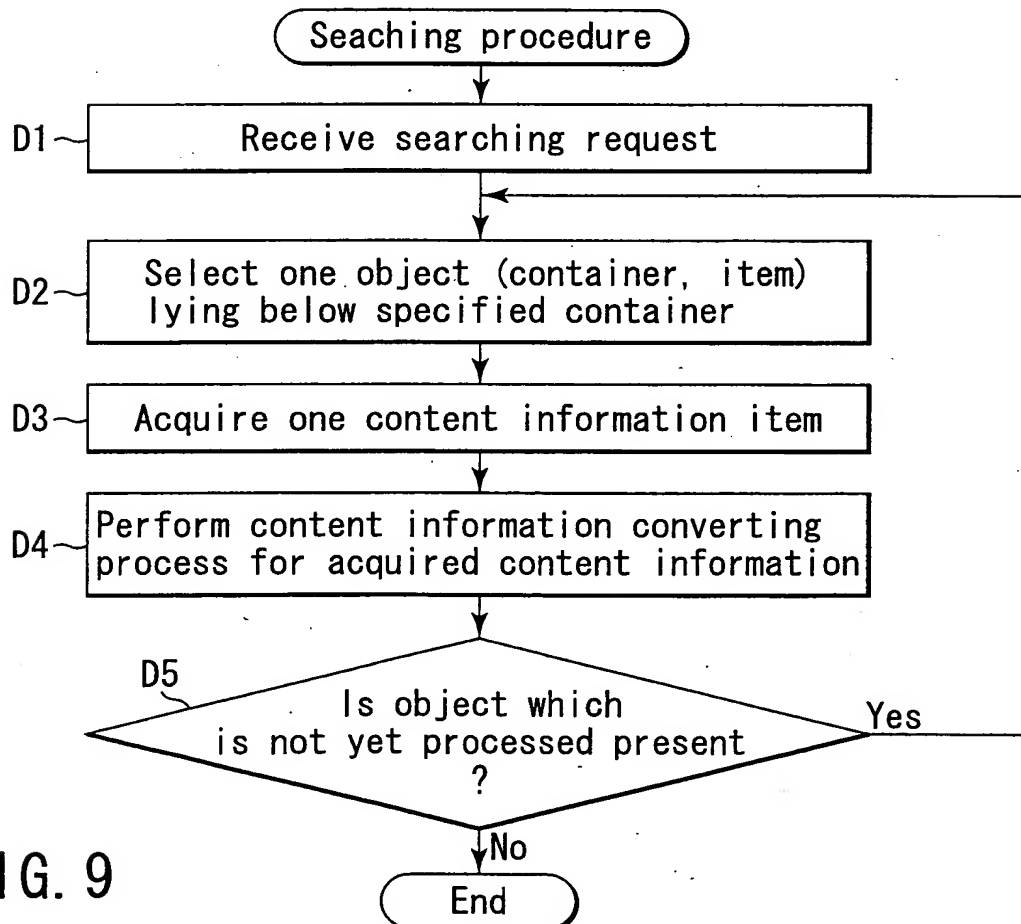 Seaching procedure
D1
Receive searching request
D2
Select one object (container, item)
lying below specified container
D3
Acquire one content information item
D4
Perform content information converting
process for acquired content information
D5
Is object which
is not yet processed present
?
Yes
No
End
IG. 9